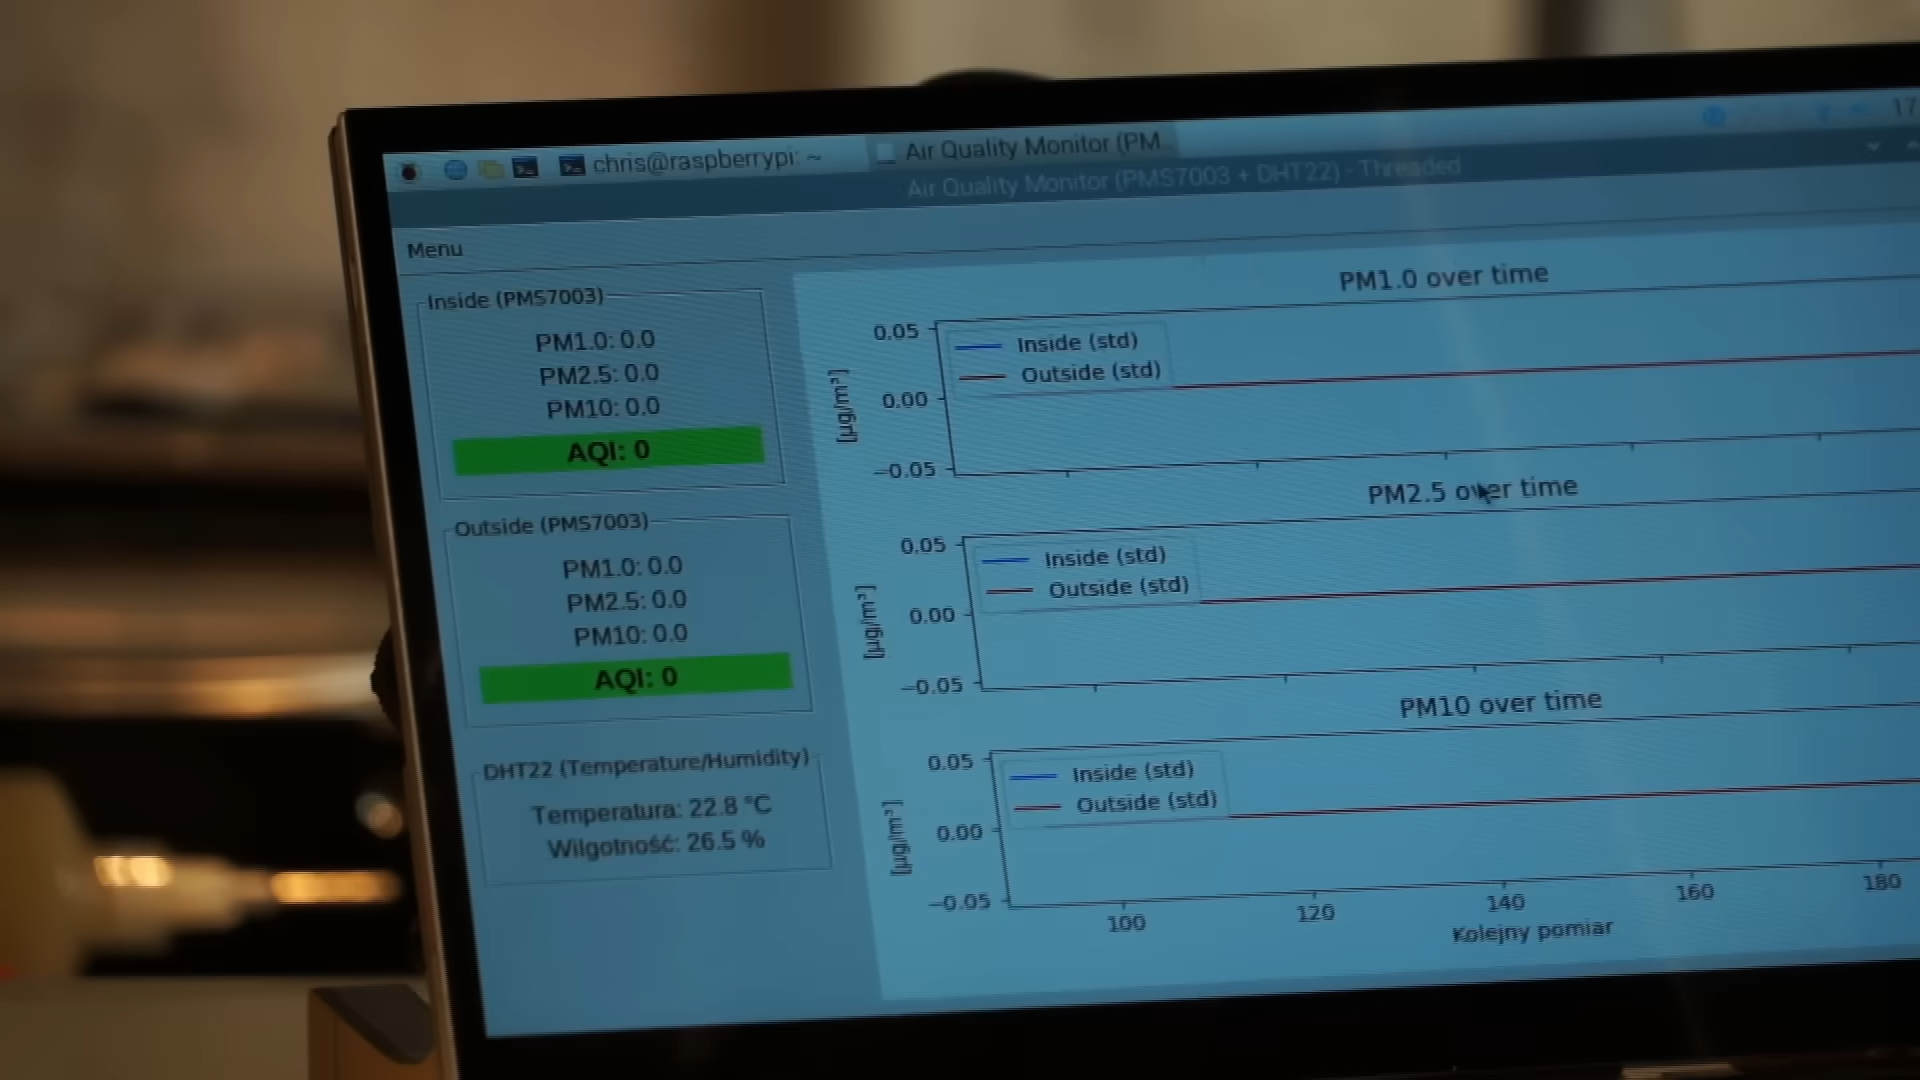 chris@raspberrypi: ~
Air Quality Monitor (PM...
17
Air Quality Monitor (PMS7003 + DHT22) - Threaded
Menu
Inside (PMS7003)
PM1.0: 0.0
PM2.5: 0.0
PM10: 0.0
AQI: 0
Outside (PMS7003)
PM1.0: 0.0
PM2.5: 0.0
PM10: 0.0
AQI: 0
DHT22 (Temperature/Humidity)
Temperatura: 22.8 °C
Wilgotność: 26.5 %
PM1.0 over time
[µg/m³]
0.05
0.00
−0.05
Inside (std)
Outside (std)
PM2.5 over time
[µg/m³]
0.05
0.00
−0.05
Inside (std)
Outside (std)
PM10 over time
[µg/m³]
0.05
0.00
−0.05
Inside (std)
Outside (std)
100 120 140 160 180
Kolejny pomiar